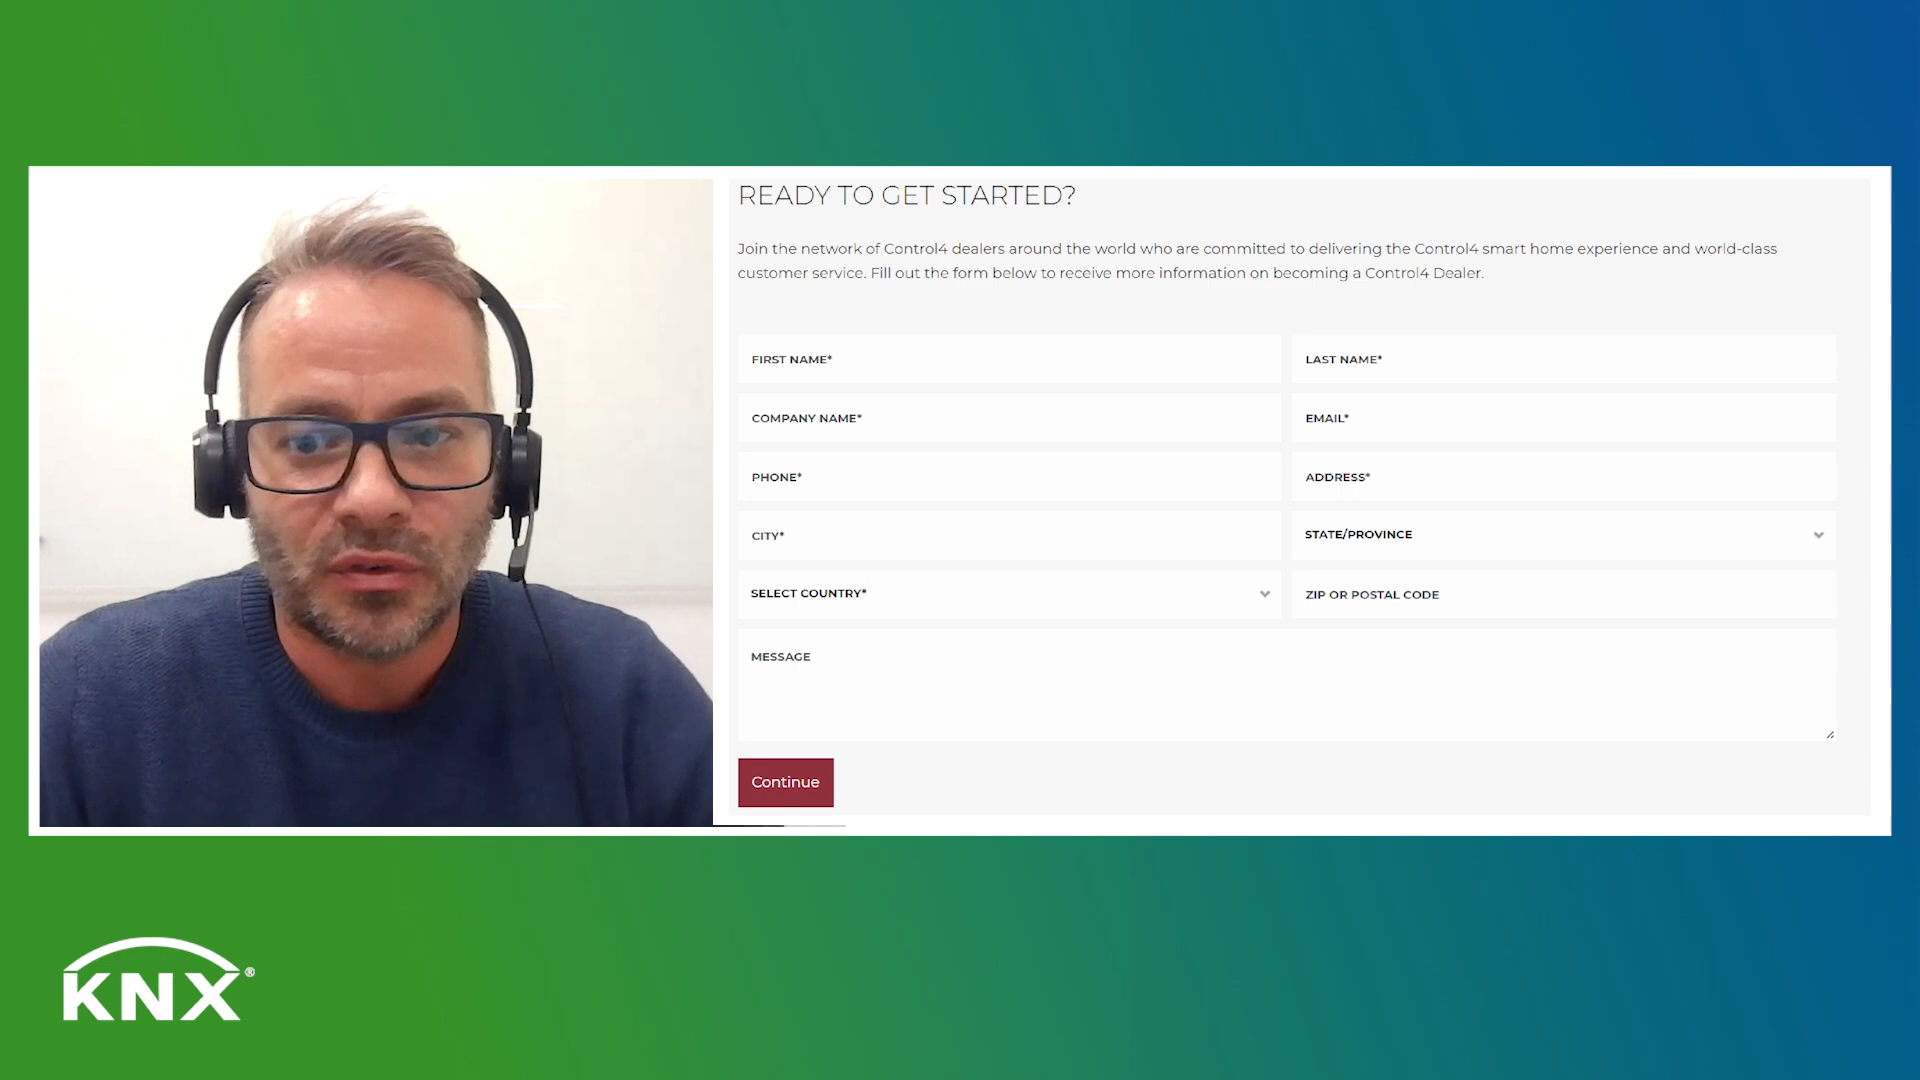 READY TO GET STARTED?
Join the network of Control4 dealers around the world who are committed to delivering the Control4 smart home experience and world-class
customer service. Fill out the form below to receive more information on becoming a Control4 Dealer.
FIRST NAME*
LAST NAME*
COMPANY NAME*
EMAIL*
PHONE*
ADDRESS*
CITY*
STATE/PROVINCE
SELECT COUNTRY*
ZIP OR POSTAL CODE
MESSAGE
Continue
KNX®